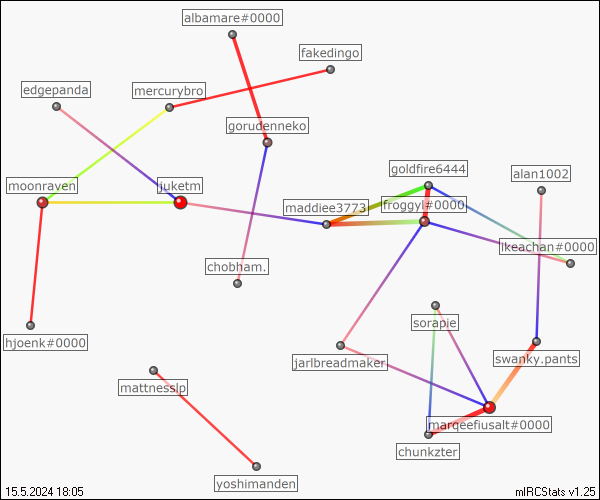 albamare#0000
fakedingo
edgepanda
mercurybro
gorudenneko
goldfire6444
alan1002
moonraven
juketm
maddiee3773
froggyl#0000
ikeachan#0000
chobham.
sorapie
hjoenk#0000
jarlbreadmaker
swanky.pants
mattnesslp
marqeefiusalt#0000
chunkzter
yoshimanden
15.5.2024 18:05
mIRCStats v1.25